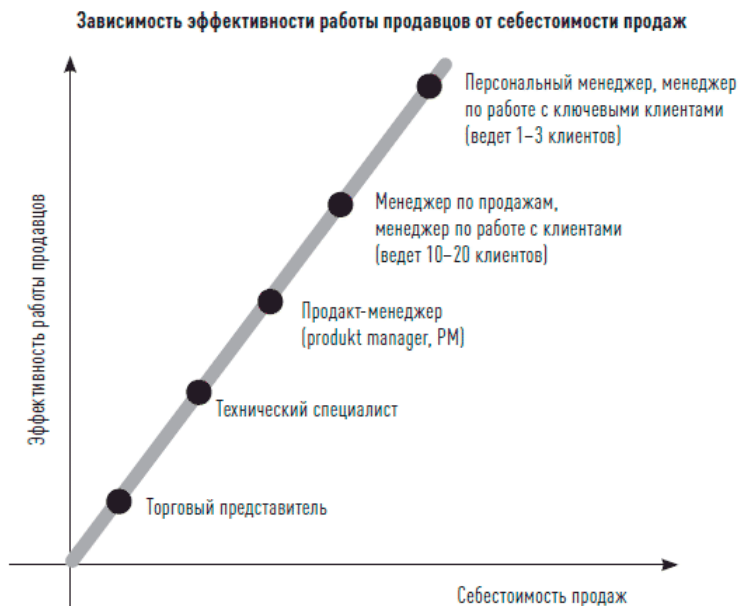 Зависимость эффективности работы продавцов от себестоимости продаж
Эффективность работы продавцов
Персональный менеджер, менеджер
по работе с ключевыми клиентами
(ведет 1–3 клиентов)
Менеджер по продажам,
менеджер по работе с клиентами
(ведет 10–20 клиентов)
Продакт-менеджер
(produkt manager, PM)
Технический специалист
Торговый представитель
Себестоимость продаж